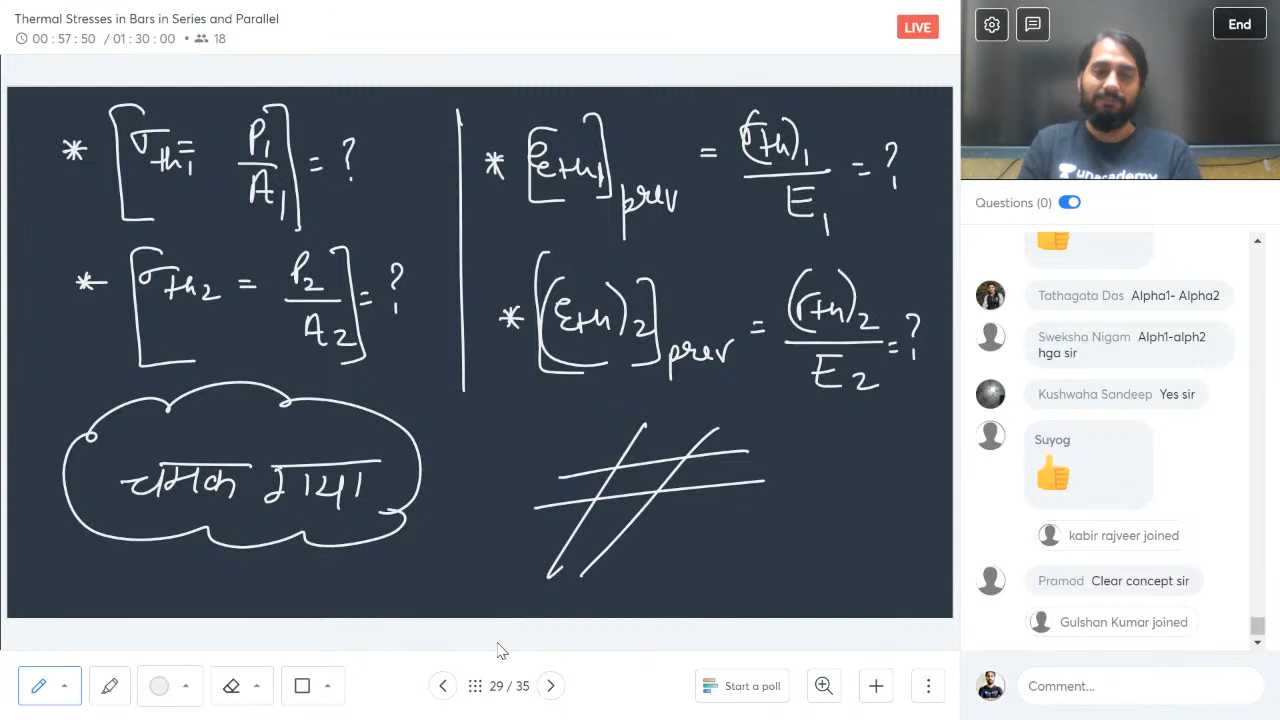 Thermal Stresses in Bars in Series and Parallel
00 : 57 : 50 / 01 : 30 : 00 • 18
LIVE
End
* [σth1 = P1/A1] = ?
* [σth2 = P2/A2] = ?
चमक गया
* [εth1]prev = (σth)1/E1 = ?
* [(εth)2]prev = (σth)2/E2 = ?
unacademy
Questions (0)
Tathagata Das Alpha1- Alpha2
Sweksha Nigam Alph1-alph2
hga sir
Kushwaha Sandeep Yes sir
Suyog
kabir rajveer joined
Pramod Clear concept sir
Gulshan Kumar joined
29 / 35
Start a poll
Comment...